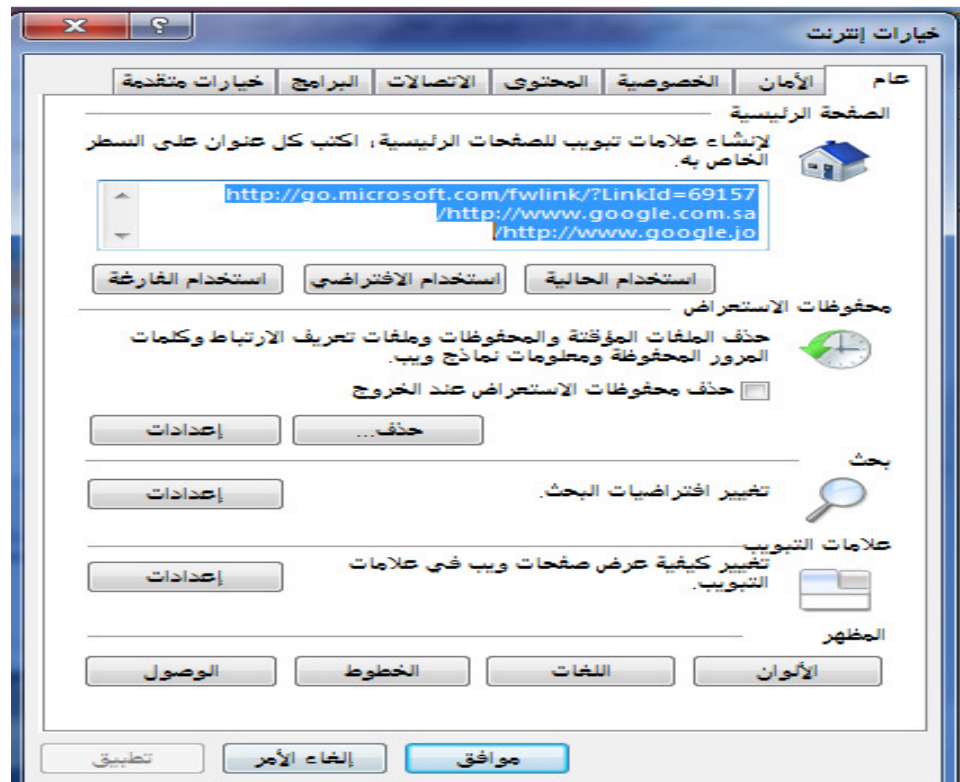 خيارات إنترنت
عام
الأمان
الخصوصية
المحتوى
الاتصالات
البرامج
خيارات متقدمة
الصفحة الرئيسية
لإنشاء علامات تبويب للصفحات الرئيسية، اكتب كل عنوان على السطر
الخاص به.
http://go.microsoft.com/fwlink/?LinkId=69157
/http://www.google.com.sa
/http://www.google.jo
استخدام الحالية
استخدام الافتراضي
استخدام الفارغة
محفوظات الاستعراض
حذف الملفات المؤقتة والمحفوظات وملفات تعريف الارتباط وكلمات
المرور المحفوظة ومعلومات نماذج ويب.
حذف محفوظات الاستعراض عند الخروج
حذف...
إعدادات
بحث
تغيير افتراضيات البحث.
إعدادات
علامات التبويب
تغيير كيفية عرض صفحات ويب في علامات
التبويب.
إعدادات
المظهر
الألوان
اللغات
الخطوط
الوصول
موافق
إلغاء الأمر
تطبيق